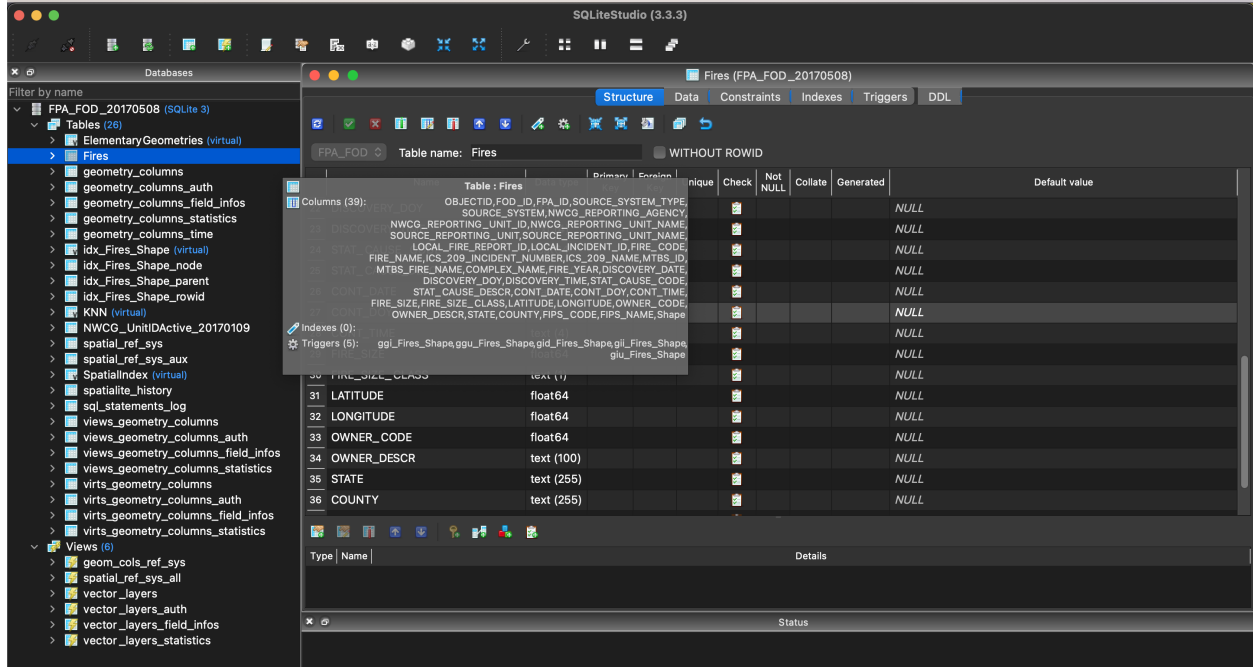 SQLiteStudio (3.3.3)
Databases
Filter by name
FPA_FOD_20170508 (SQLite 3)
Tables (26)
ElementaryGeometries (virtual)
Fires
geometry_columns
geometry_columns_auth
geometry_columns_field_infos
geometry_columns_statistics
geometry_columns_time
idx_Fires_Shape (virtual)
idx_Fires_Shape_node
idx_Fires_Shape_parent
idx_Fires_Shape_rowid
KNN (virtual)
NWCG_UnitIDActive_20170109
spatial_ref_sys
spatial_ref_sys_aux
SpatialIndex (virtual)
spatialite_history
sql_statements_log
views_geometry_columns
views_geometry_columns_auth
views_geometry_columns_field_infos
views_geometry_columns_statistics
virts_geometry_columns
virts_geometry_columns_auth
virts_geometry_columns_field_infos
virts_geometry_columns_statistics
Views (6)
geom_cols_ref_sys
spatial_ref_sys_all
vector_layers
vector_layers_auth
vector_layers_field_infos
vector_layers_statistics
Fires (FPA_FOD_20170508)
Structure Data Constraints Indexes Triggers DDL
FPA_FOD Table name: Fires WITHOUT ROWID
Primary Foreign Unique Check Not NULL Collate Generated Default value
Table : Fires
Columns (39): OBJECTID,FOD_ID,FPA_ID,SOURCE_SYSTEM_TYPE,
SOURCE_SYSTEM,NWCG_REPORTING_AGENCY,
NWCG_REPORTING_UNIT_ID,NWCG_REPORTING_UNIT_NAME,
SOURCE_REPORTING_UNIT,SOURCE_REPORTING_UNIT_NAME,
LOCAL_FIRE_REPORT_ID,LOCAL_INCIDENT_ID,FIRE_CODE,
FIRE_NAME,ICS_209_INCIDENT_NUMBER,ICS_209_NAME,MTBS_ID,
MTBS_FIRE_NAME,COMPLEX_NAME,FIRE_YEAR,DISCOVERY_DATE,
DISCOVERY_DOY,DISCOVERY_TIME,STAT_CAUSE_CODE,
STAT_CAUSE_DESCR,CONT_DATE,CONT_DOY,CONT_TIME,
FIRE_SIZE,FIRE_SIZE_CLASS,LATITUDE,LONGITUDE,OWNER_CODE,
OWNER_DESCR,STATE,COUNTY,FIPS_CODE,FIPS_NAME,Shape
Indexes (0):
Triggers (5): ggi_Fires_Shape,ggu_Fires_Shape,gid_Fires_Shape,gii_Fires_Shape,
giu_Fires_Shape
NULL
NULL
NULL
NULL
NULL
NULL
NULL
NULL
30 FIRE_SIZE_CLASS text (1) NULL
31 LATITUDE float64 NULL
32 LONGITUDE float64 NULL
33 OWNER_CODE float64 NULL
34 OWNER_DESCR text (100) NULL
35 STATE text (255) NULL
36 COUNTY text (255) NULL
Type Name Details
Status